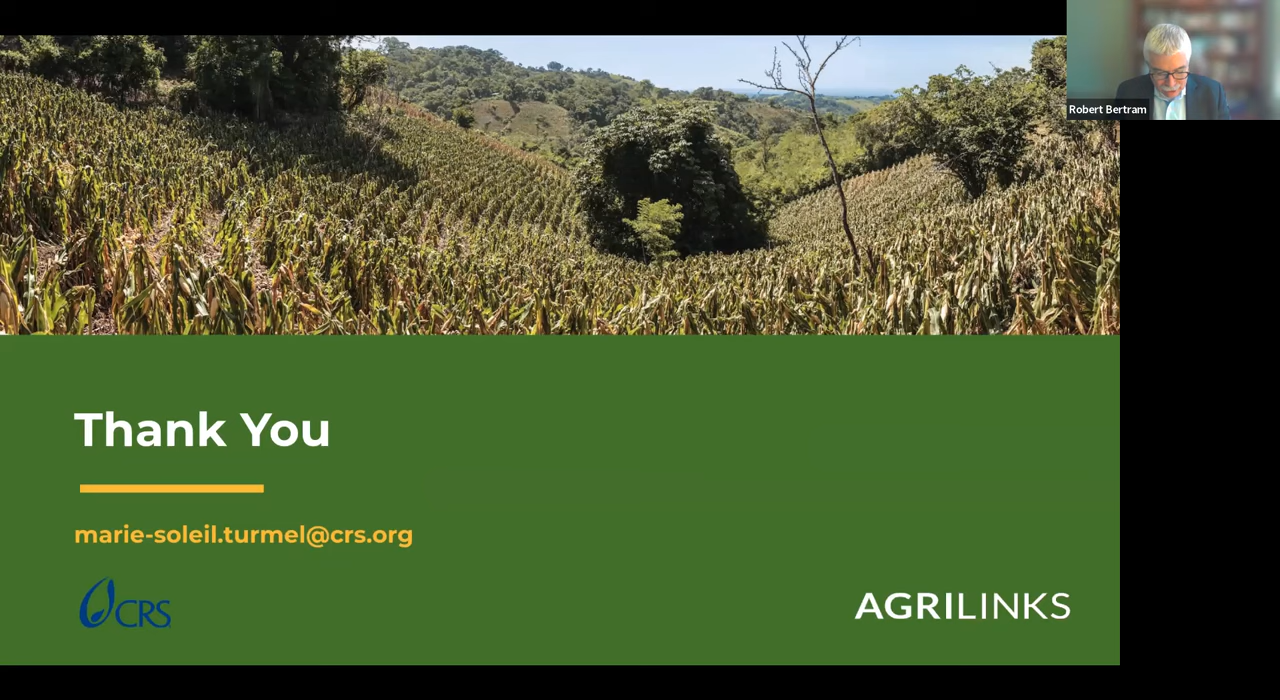 Robert Bertram
Thank You
marie-soleil.turmel@crs.org
CRS
AGRILINKS